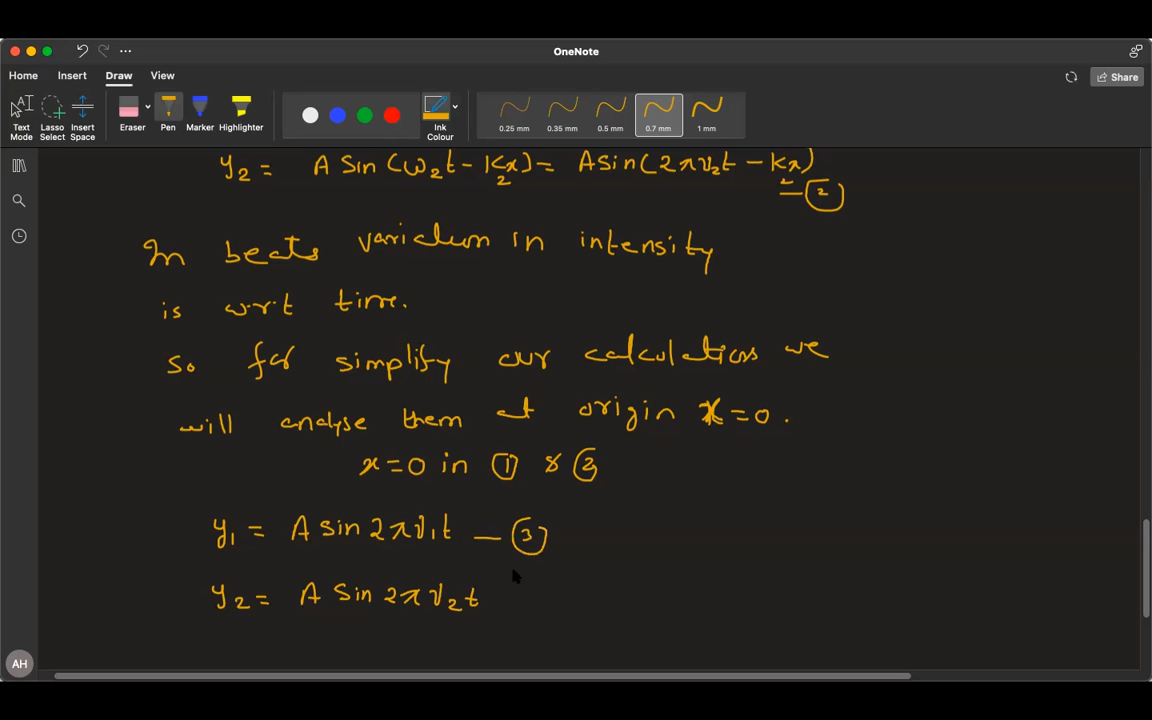 OneNote
Home Insert Draw View
Share
Text Mode Lasso Select Insert Space Eraser Pen Marker Highlighter Ink Colour 0.25 mm 0.35 mm 0.5 mm 0.7 mm 1 mm
y₂ = A Sin (ω₂t - K₂x) = A sin(2πν₂t - K₂x)
— ②
In beats variation in intensity
is w.r.t time.
So for simplify our calculations we
will analyse them at origin x = 0.
x = 0 in ① & ②
y₁ = A sin 2πν₁t — ③
y₂ = A Sin 2πν₂t
AH